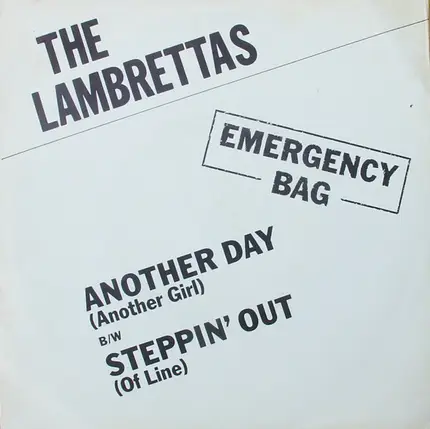 THE
LAMBRETTAS
EMERGENCY
BAG
ANOTHER DAY
(Another Girl)
B/W
STEPPIN' OUT
(Of Line)